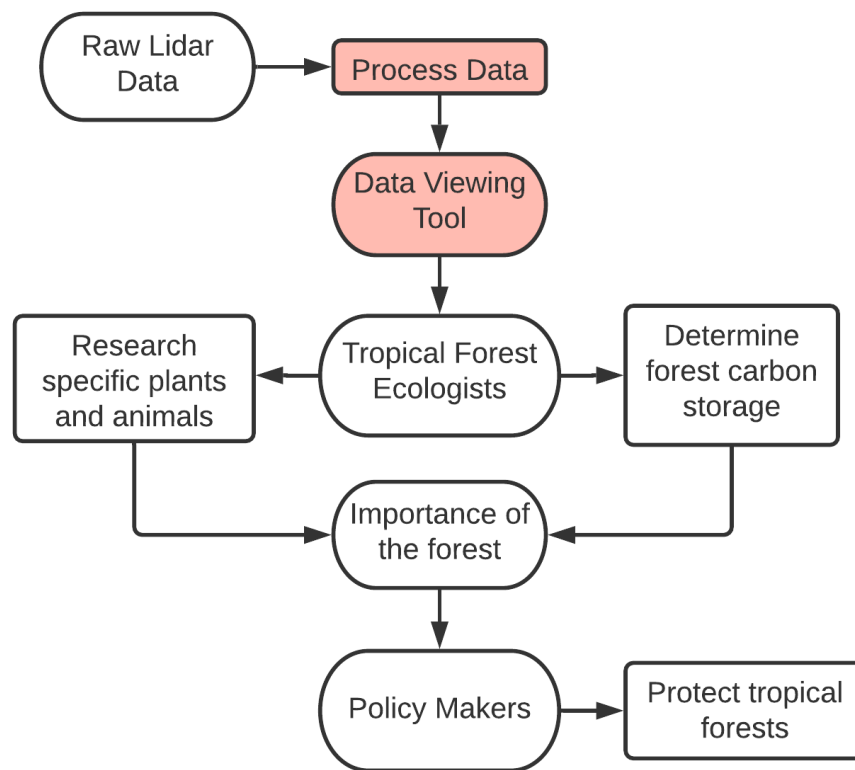 Raw Lidar
Data
Process Data
Data Viewing
Tool
Tropical Forest
Ecologists
Research
specific plants
and animals
Determine
forest carbon
storage
Importance of
the forest
Policy Makers
Protect tropical
forests